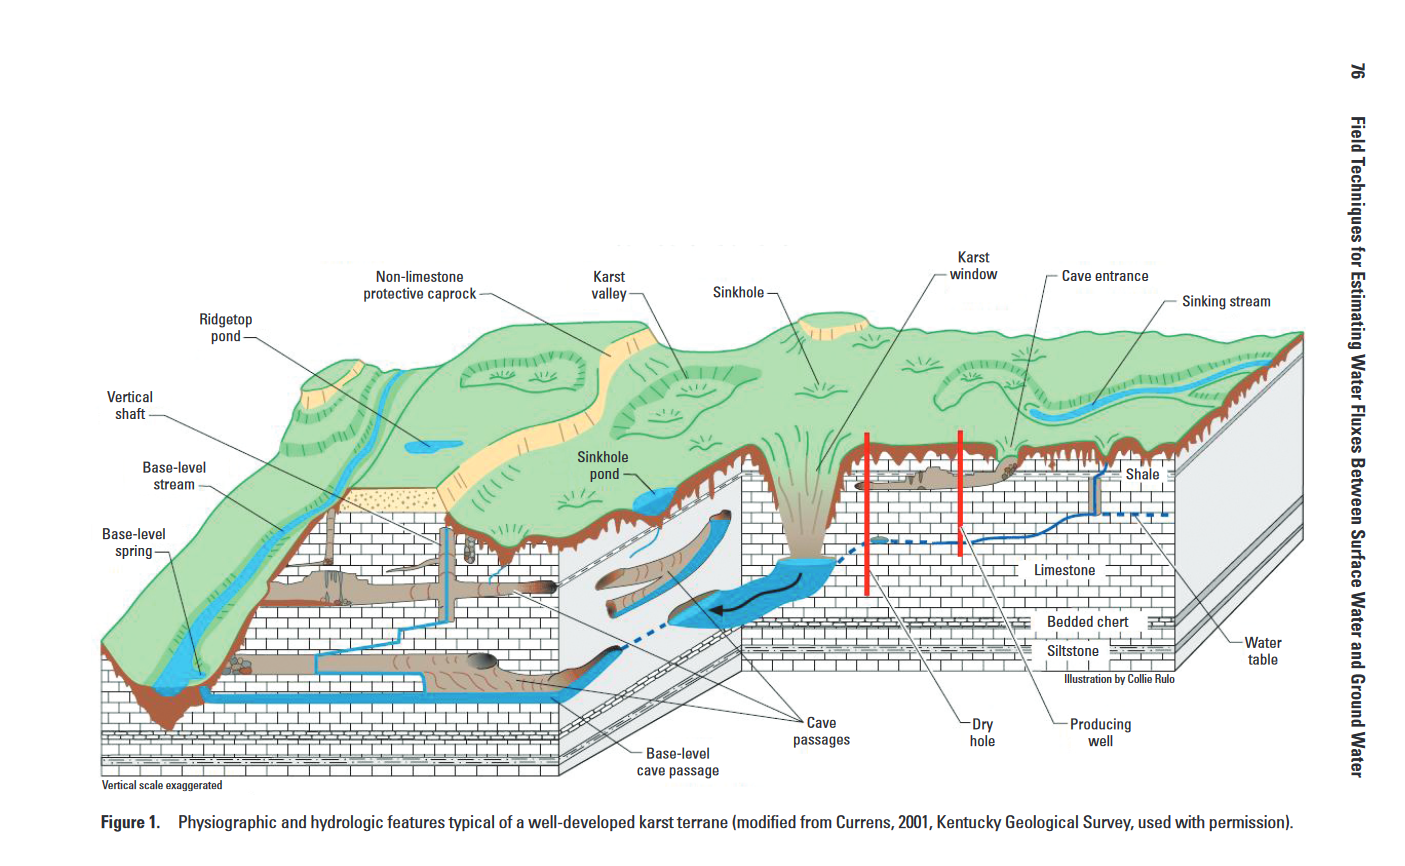 76 Field Techniques for Estimating Water Fluxes Between Surface Water and Ground Water
Karst
window
Non-limestone
protective caprock
Karst
valley
Sinkhole
Cave entrance
Sinking stream
Ridgetop
pond
Vertical
shaft
Sinkhole
pond
Base-level
stream
Shale
Base-level
spring
Limestone
Bedded chert
Siltstone
Water
table
Illustration by Collie Rulo
Cave
passages
Dry
hole
Producing
well
Base-level
cave passage
Vertical scale exaggerated
Figure 1. Physiographic and hydrologic features typical of a well-developed karst terrane (modified from Currens, 2001, Kentucky Geological Survey, used with permission).